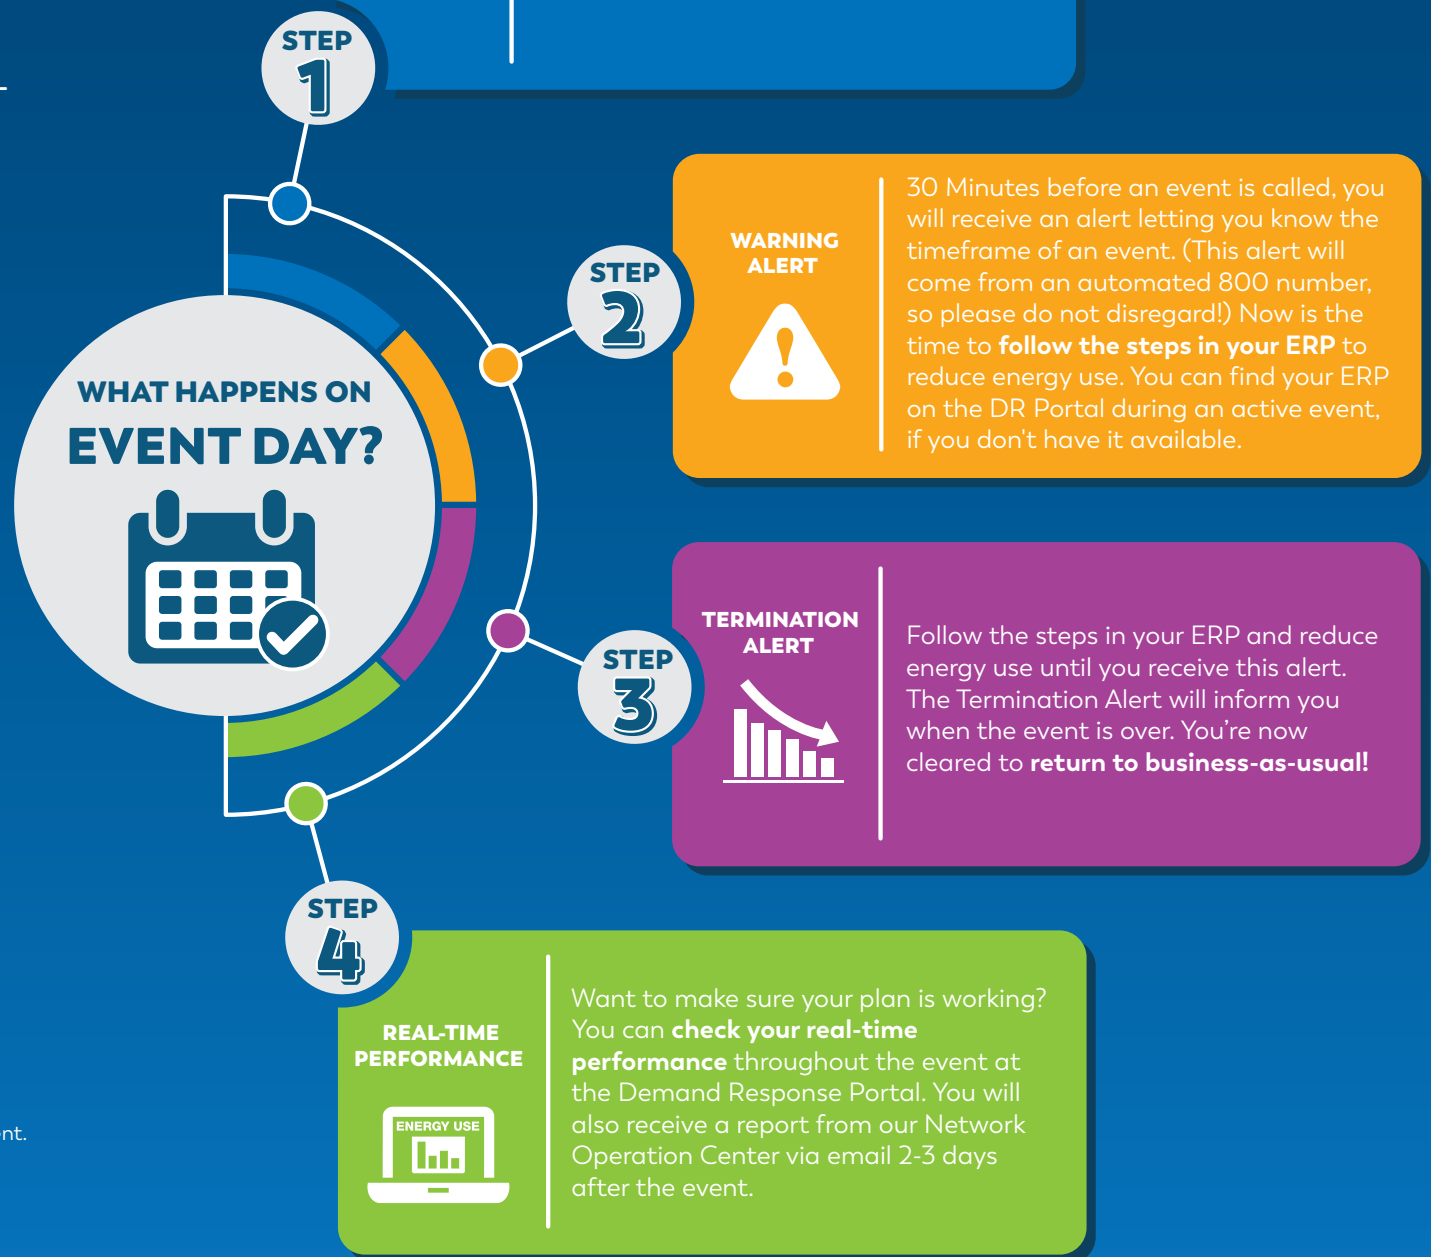 STEP
1
WHAT HAPPENS ON
EVENT DAY?
STEP
2
WARNING
ALERT
30 Minutes before an event is called, you
will receive an alert letting you know the
timeframe of an event. (This alert will
come from an automated 800 number,
so please do not disregard!) Now is the
time to follow the steps in your ERP to
reduce energy use. You can find your ERP
on the DR Portal during an active event,
if you don't have it available.
STEP
3
TERMINATION
ALERT
Follow the steps in your ERP and reduce
energy use until you receive this alert.
The Termination Alert will inform you
when the event is over. You’re now
cleared to return to business-as-usual!
STEP
4
REAL-TIME
PERFORMANCE
ENERGY USE
Want to make sure your plan is working?
You can check your real-time
performance throughout the event at
the Demand Response Portal. You will
also receive a report from our Network
Operation Center via email 2-3 days
after the event.